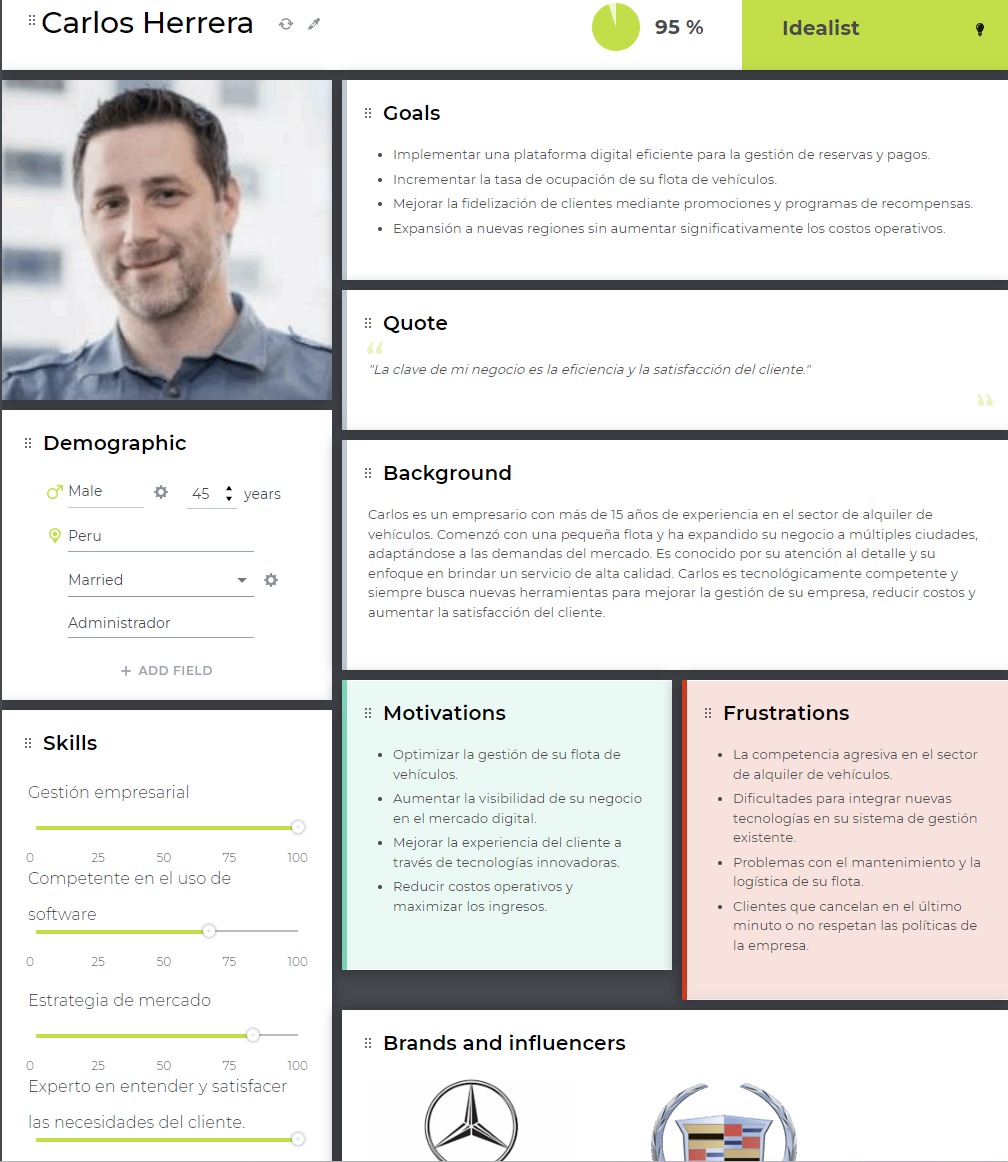 Carlos Herrera
95 %
Idealist
Goals
Implementar una plataforma digital eficiente para la gestión de reservas y pagos.
Incrementar la tasa de ocupación de su flota de vehículos.
Mejorar la fidelización de clientes mediante promociones y programas de recompensas.
Expansión a nuevas regiones sin aumentar significativamente los costos operativos.
Quote
"La clave de mi negocio es la eficiencia y la satisfacción del cliente."
Demographic
Male
45
years
Peru
Married
Administrador
+ ADD FIELD
Background
Carlos es un empresario con más de 15 años de experiencia en el sector de alquiler de
vehículos. Comenzó con una pequeña flota y ha expandido su negocio a múltiples ciudades,
adaptándose a las demandas del mercado. Es conocido por su atención al detalle y su
enfoque en brindar un servicio de alta calidad. Carlos es tecnológicamente competente y
siempre busca nuevas herramientas para mejorar la gestión de su empresa, reducir costos y
aumentar la satisfacción del cliente.
Skills
Gestión empresarial
0 25 50 75 100
Competente en el uso de
software
0 25 50 75 100
Estrategia de mercado
0 25 50 75 100
Experto en entender y satisfacer
las necesidades del cliente.
Motivations
Optimizar la gestión de su flota de
vehículos.
Aumentar la visibilidad de su negocio
en el mercado digital.
Mejorar la experiencia del cliente a
través de tecnologías innovadoras.
Reducir costos operativos y
maximizar los ingresos.
Frustrations
La competencia agresiva en el sector
de alquiler de vehículos.
Dificultades para integrar nuevas
tecnologías en su sistema de gestión
existente.
Problemas con el mantenimiento y la
logística de su flota.
Clientes que cancelan en el último
minuto o no respetan las políticas de
la empresa.
Brands and influencers